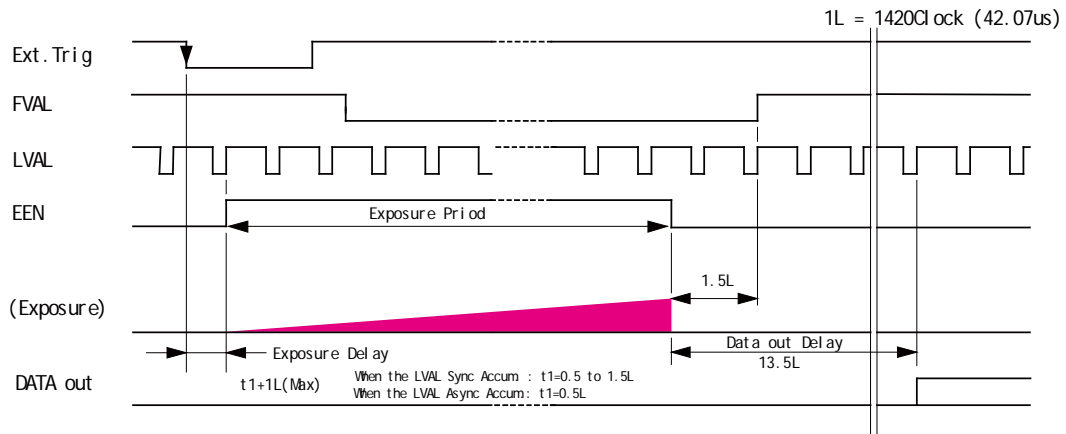 1L = 1420Clock (42.07us)
Ext.Trig
FVAL
LVAL
EEN
Exposure Priod
1.5L
(Exposure)
Exposure Delay
Data out Delay
13.5L
DATA out
t1+1L(Max)
When the LVAL Sync Accum : t1=0.5 to 1.5L
When the LVAL Async Accum: t1=0.5L